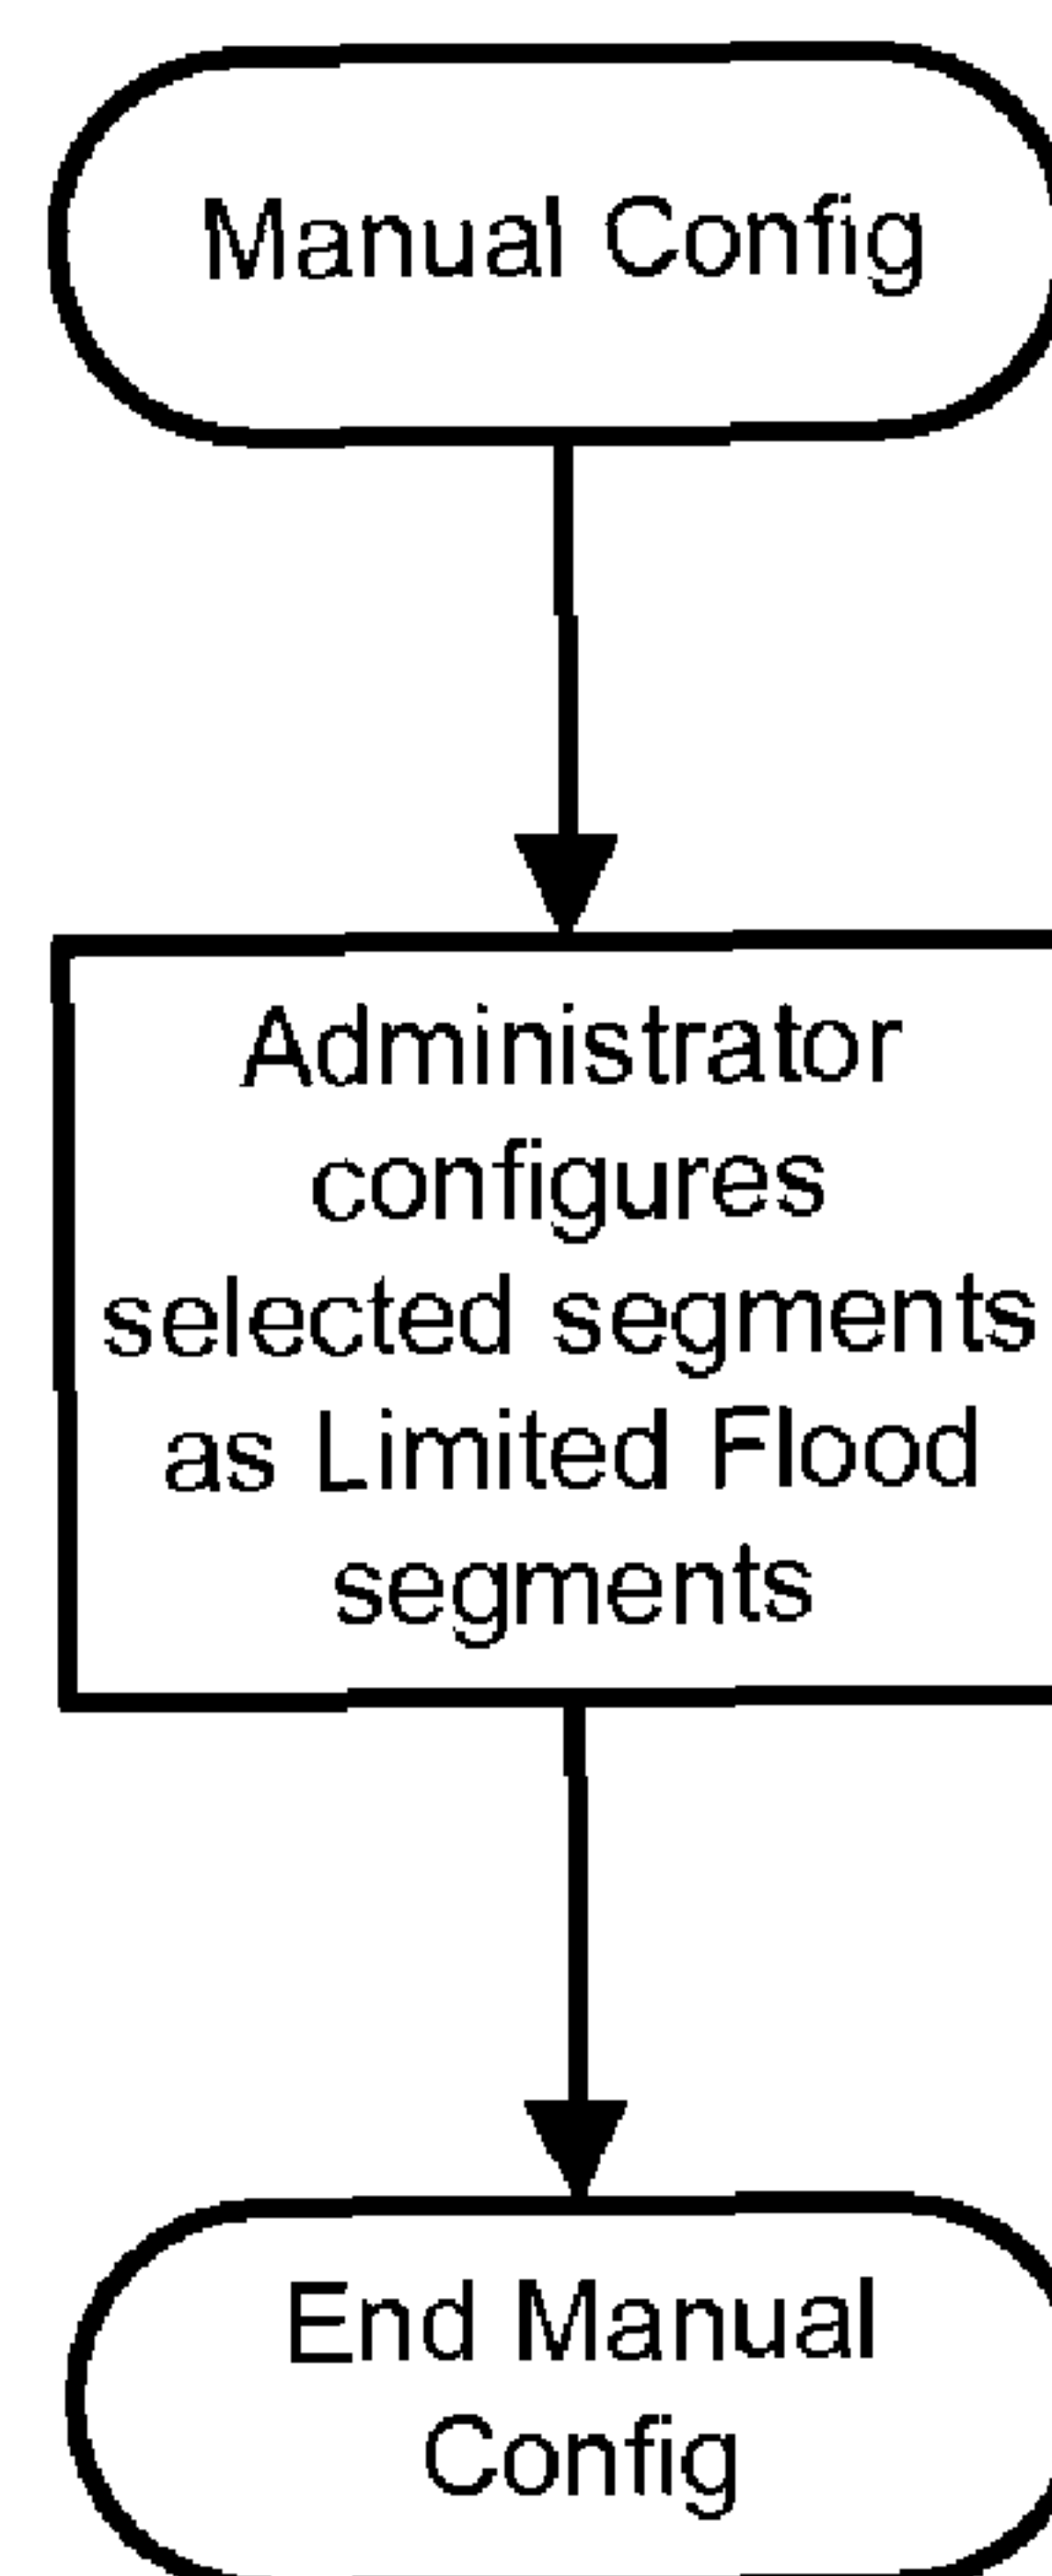 Manual Config
Administrator
configures
selected segments
as Limited Flood
segments
End Manual
Config